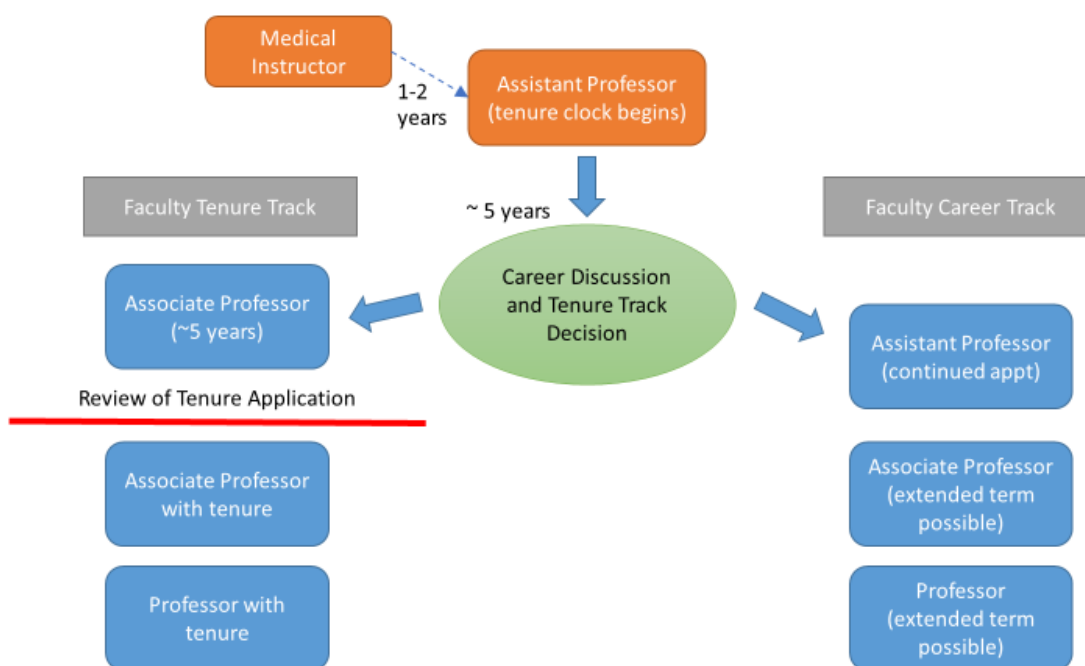 Medical
Instructor
1-2
years
Assistant Professor
(tenure clock begins)
~ 5 years
Faculty Tenure Track
Faculty Career Track
Career Discussion
and Tenure Track
Decision
Associate Professor
(~5 years)
Review of Tenure Application
Associate Professor
with tenure
Professor with
tenure
Assistant Professor
(continued appt)
Associate Professor
(extended term
possible)
Professor
(extended term
possible)